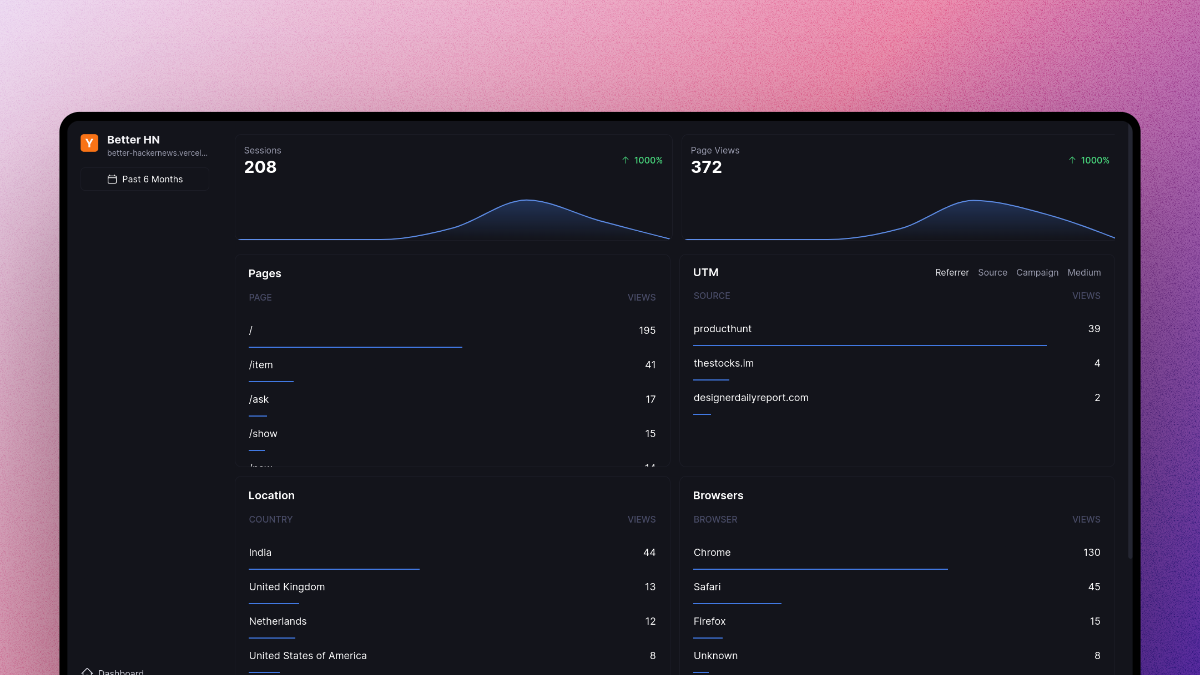 Y
Better HN
better-hackernews.vercel...
Past 6 Months
Sessions
208
↑ 1000%
Page Views
372
↑ 1000%
Pages
PAGE VIEWS
/ 195
/item 41
/ask 17
/show 15
UTM
Referrer Source Campaign Medium
SOURCE VIEWS
producthunt 39
thestocks.im 4
designerdailyreport.com 2
Location
COUNTRY VIEWS
India 44
United Kingdom 13
Netherlands 12
United States of America 8
Browsers
BROWSER VIEWS
Chrome 130
Safari 45
Firefox 15
Unknown 8
Dashboard